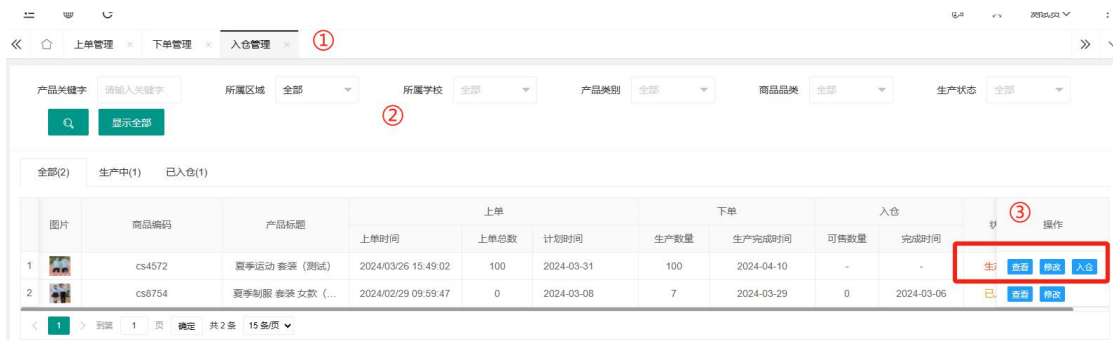 测试员
上单管理 × 下单管理 × 入仓管理 × ①
产品关键字 请输入关键字 所属区域 全部 所属学校 全部 产品类别 全部 商品品类 全部 生产状态 全部
显示全部 ②
全部(2) 生产中(1) 已入仓(1)
图片 商品编码 产品标题 上单 下单 入仓 ③ 操作
上单时间 上单总数 计划时间 生产数量 生产完成时间 可售数量 完成时间
1 cs4572 夏季运动 套装（测试） 2024/03/26 15:49:02 100 2024-03-31 100 2024-04-10 - - 查看 修改 入仓
2 cs8754 夏季制服 套装 女款（... 2024/02/29 09:59:47 0 2024-03-08 7 2024-03-29 0 2024-03-06 已 查看 修改
1 到第 1 页 确定 共 2 条 15 条/页